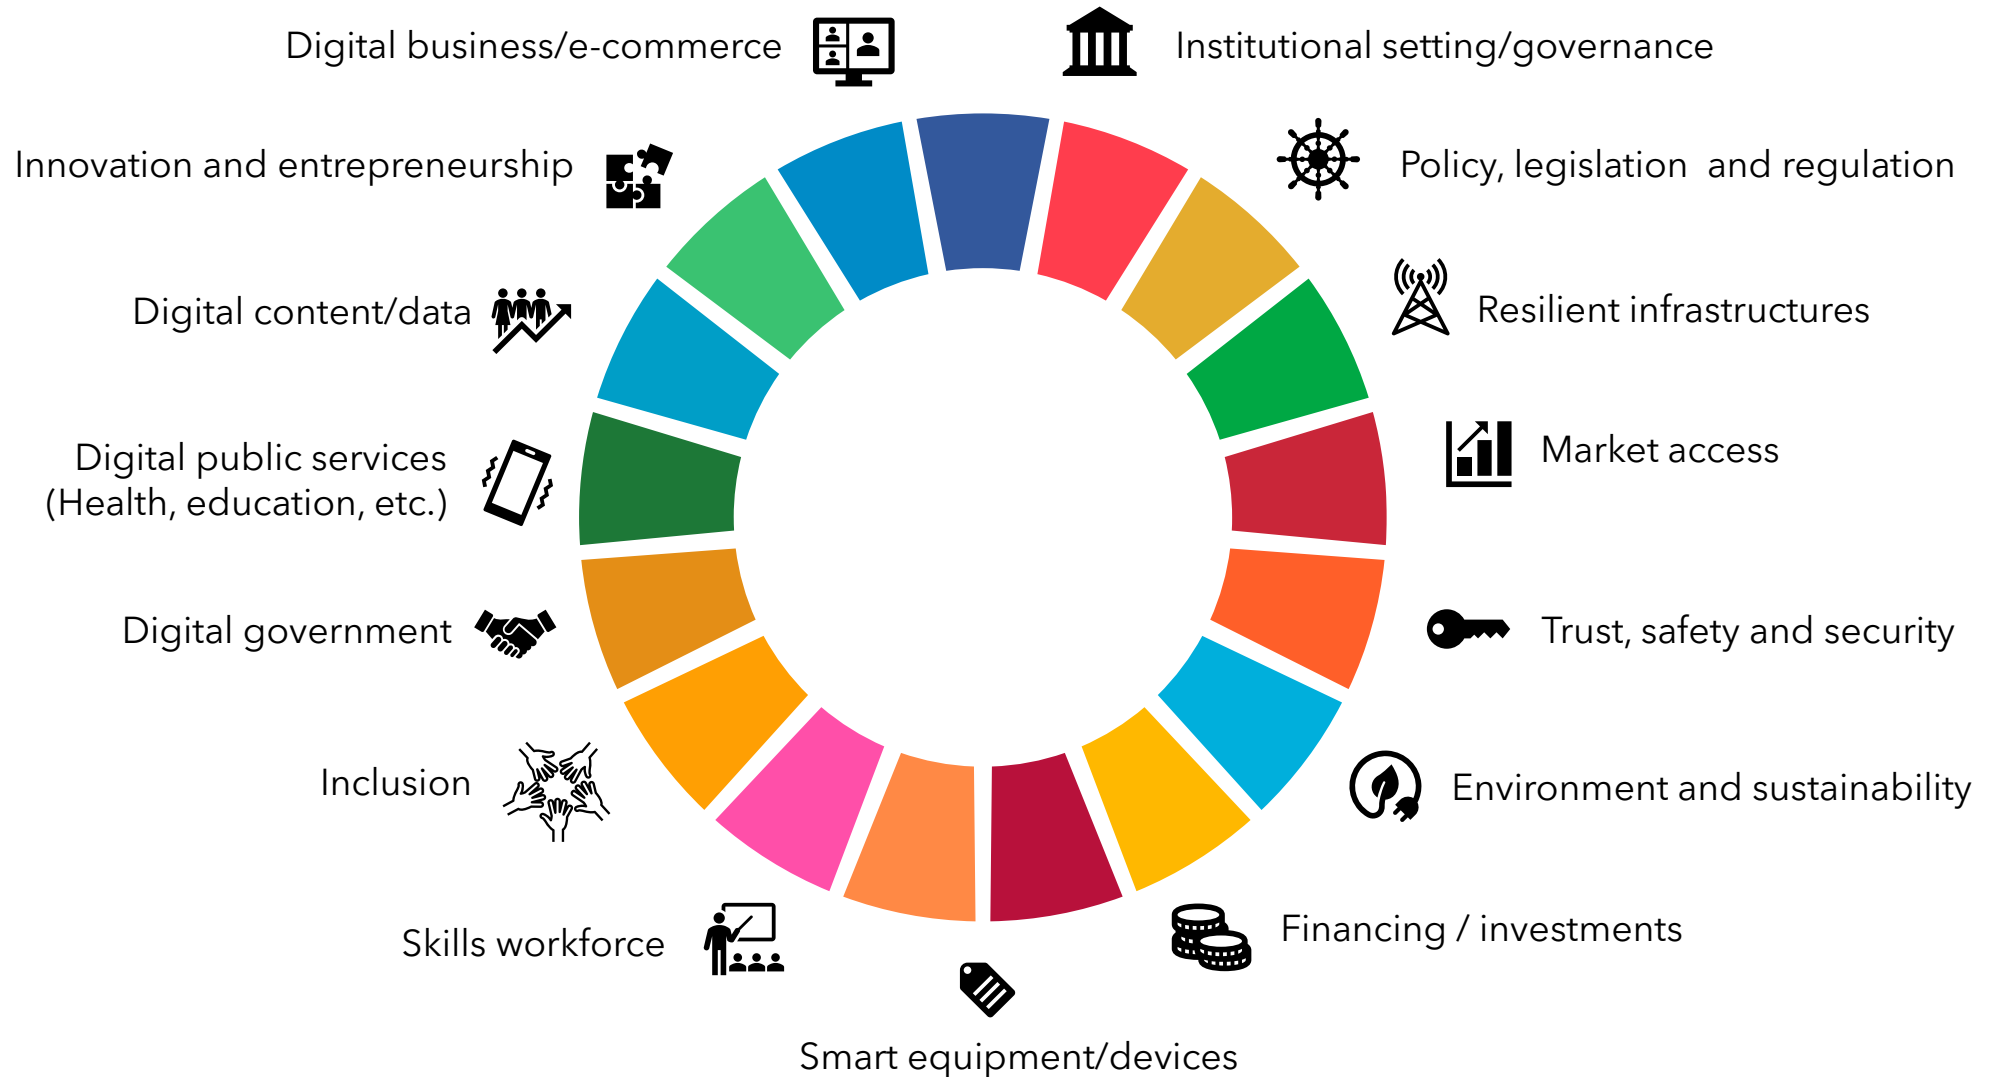 Digital business/e-commerce
Institutional setting/governance
Innovation and entrepreneurship
Policy, legislation  and regulation
Digital content/data
Resilient infrastructures
Digital public services
(Health, education, etc.)
Market access
Digital government
Trust, safety and security
Inclusion
Environment and sustainability
Skills workforce
Financing / investments
Smart equipment/devices